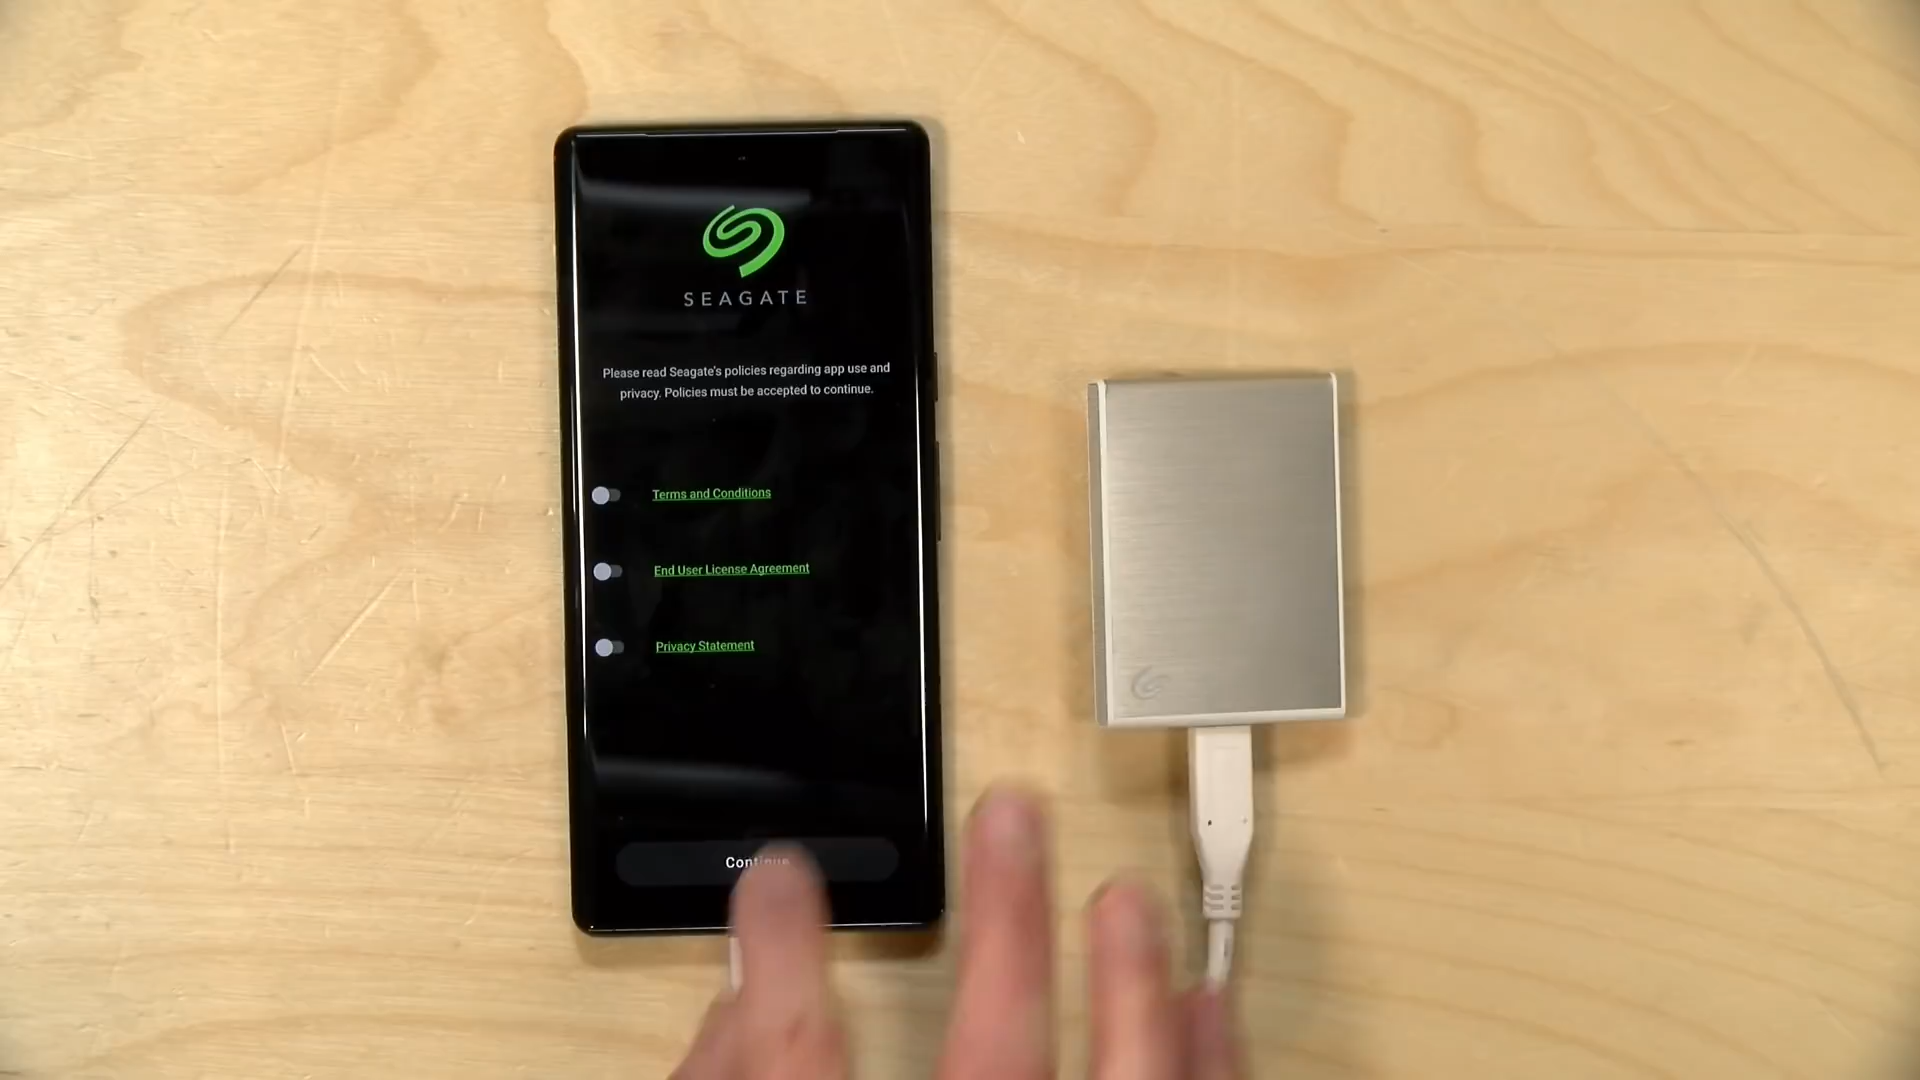 SEAGATE
Please read Seagate's policies regarding app use and
privacy. Policies must be accepted to continue.
Terms and Conditions
End User License Agreement
Privacy Statement
Continue